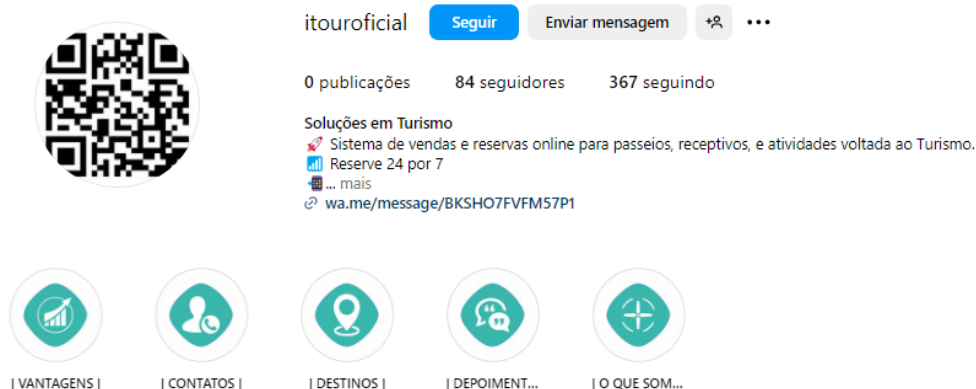 itouroficial Seguir Enviar mensagem
0 publicações 84 seguidores 367 seguindo
Soluções em Turismo
🚀 Sistema de vendas e reservas online para passeios, receptivos, e atividades voltada ao Turismo.
📊 Reserve 24 por 7
📲... mais
wa.me/message/BKSHO7FVFM57P1
| VANTAGENS | | CONTATOS | | DESTINOS | | DEPOIMENT... | O QUE SOM...